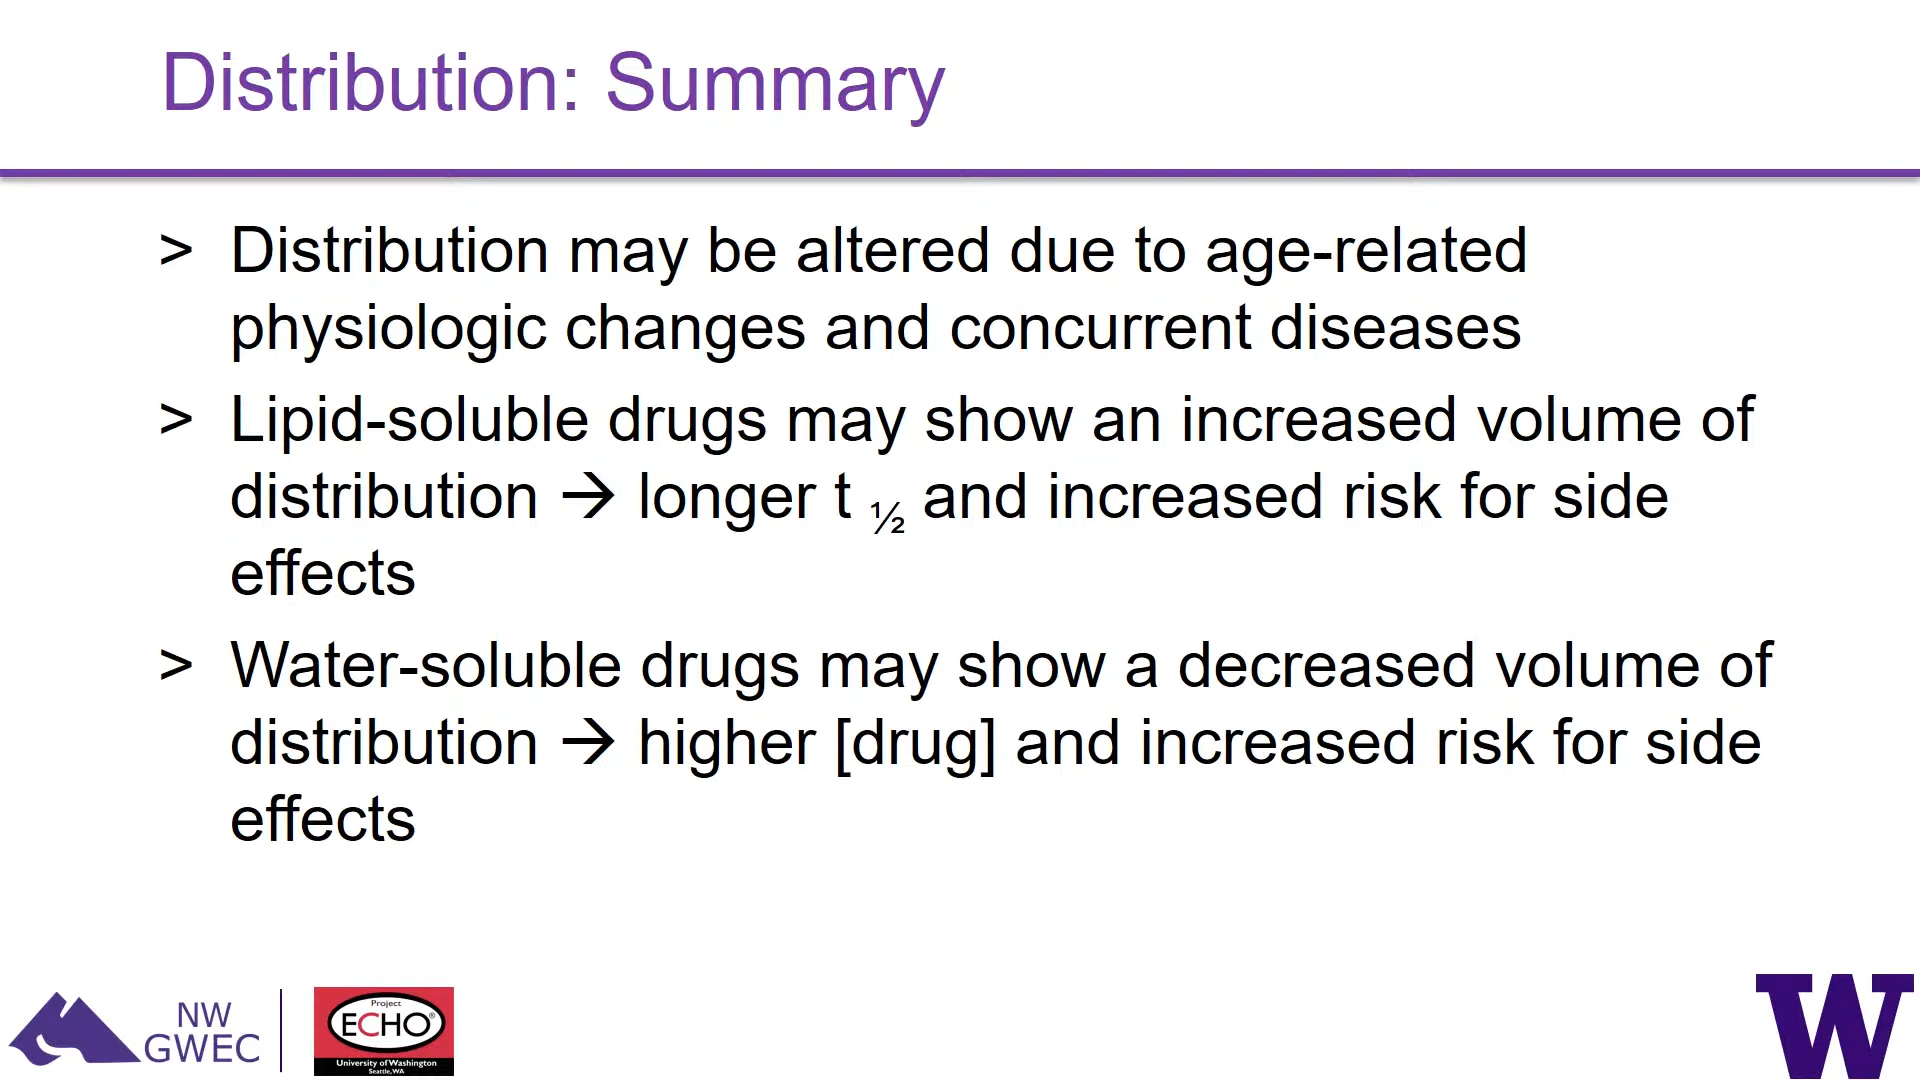 Distribution: Summary
> Distribution may be altered due to age-related
physiologic changes and concurrent diseases
> Lipid-soluble drugs may show an increased volume of
distribution → longer t ½ and increased risk for side
effects
> Water-soluble drugs may show a decreased volume of
distribution → higher [drug] and increased risk for side
effects
NW
GWEC
Project
ECHO®
University of Washington
Seattle, WA
W